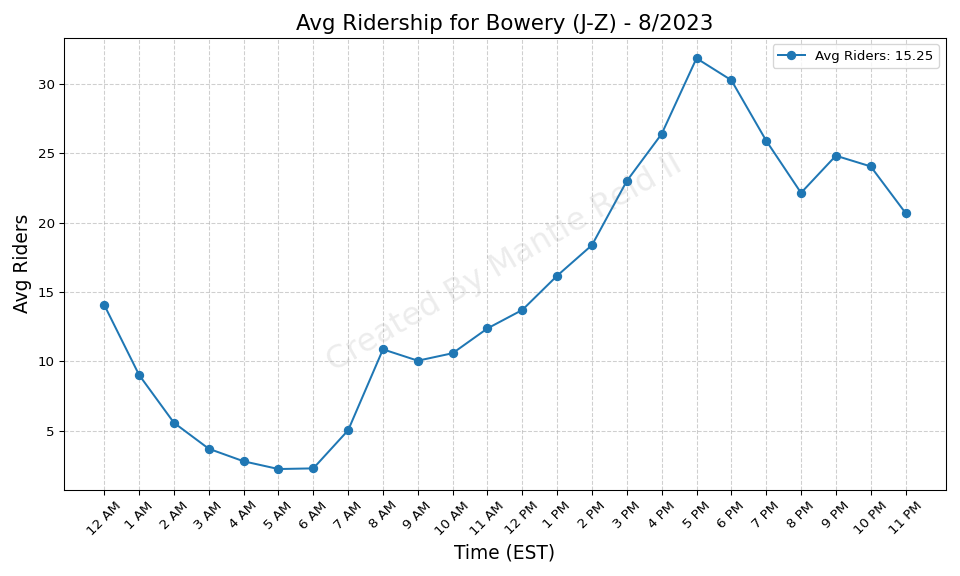 Avg Ridership for Bowery (J-Z) - 8/2023
Avg Riders: 15.25
Avg Riders
30
25
20
15
10
5
Created By Mantie Reid II
12 AM
1 AM
2 AM
3 AM
4 AM
5 AM
6 AM
7 AM
8 AM
9 AM
10 AM
11 AM
12 PM
1 PM
2 PM
3 PM
4 PM
5 PM
6 PM
7 PM
8 PM
9 PM
10 PM
11 PM
Time (EST)